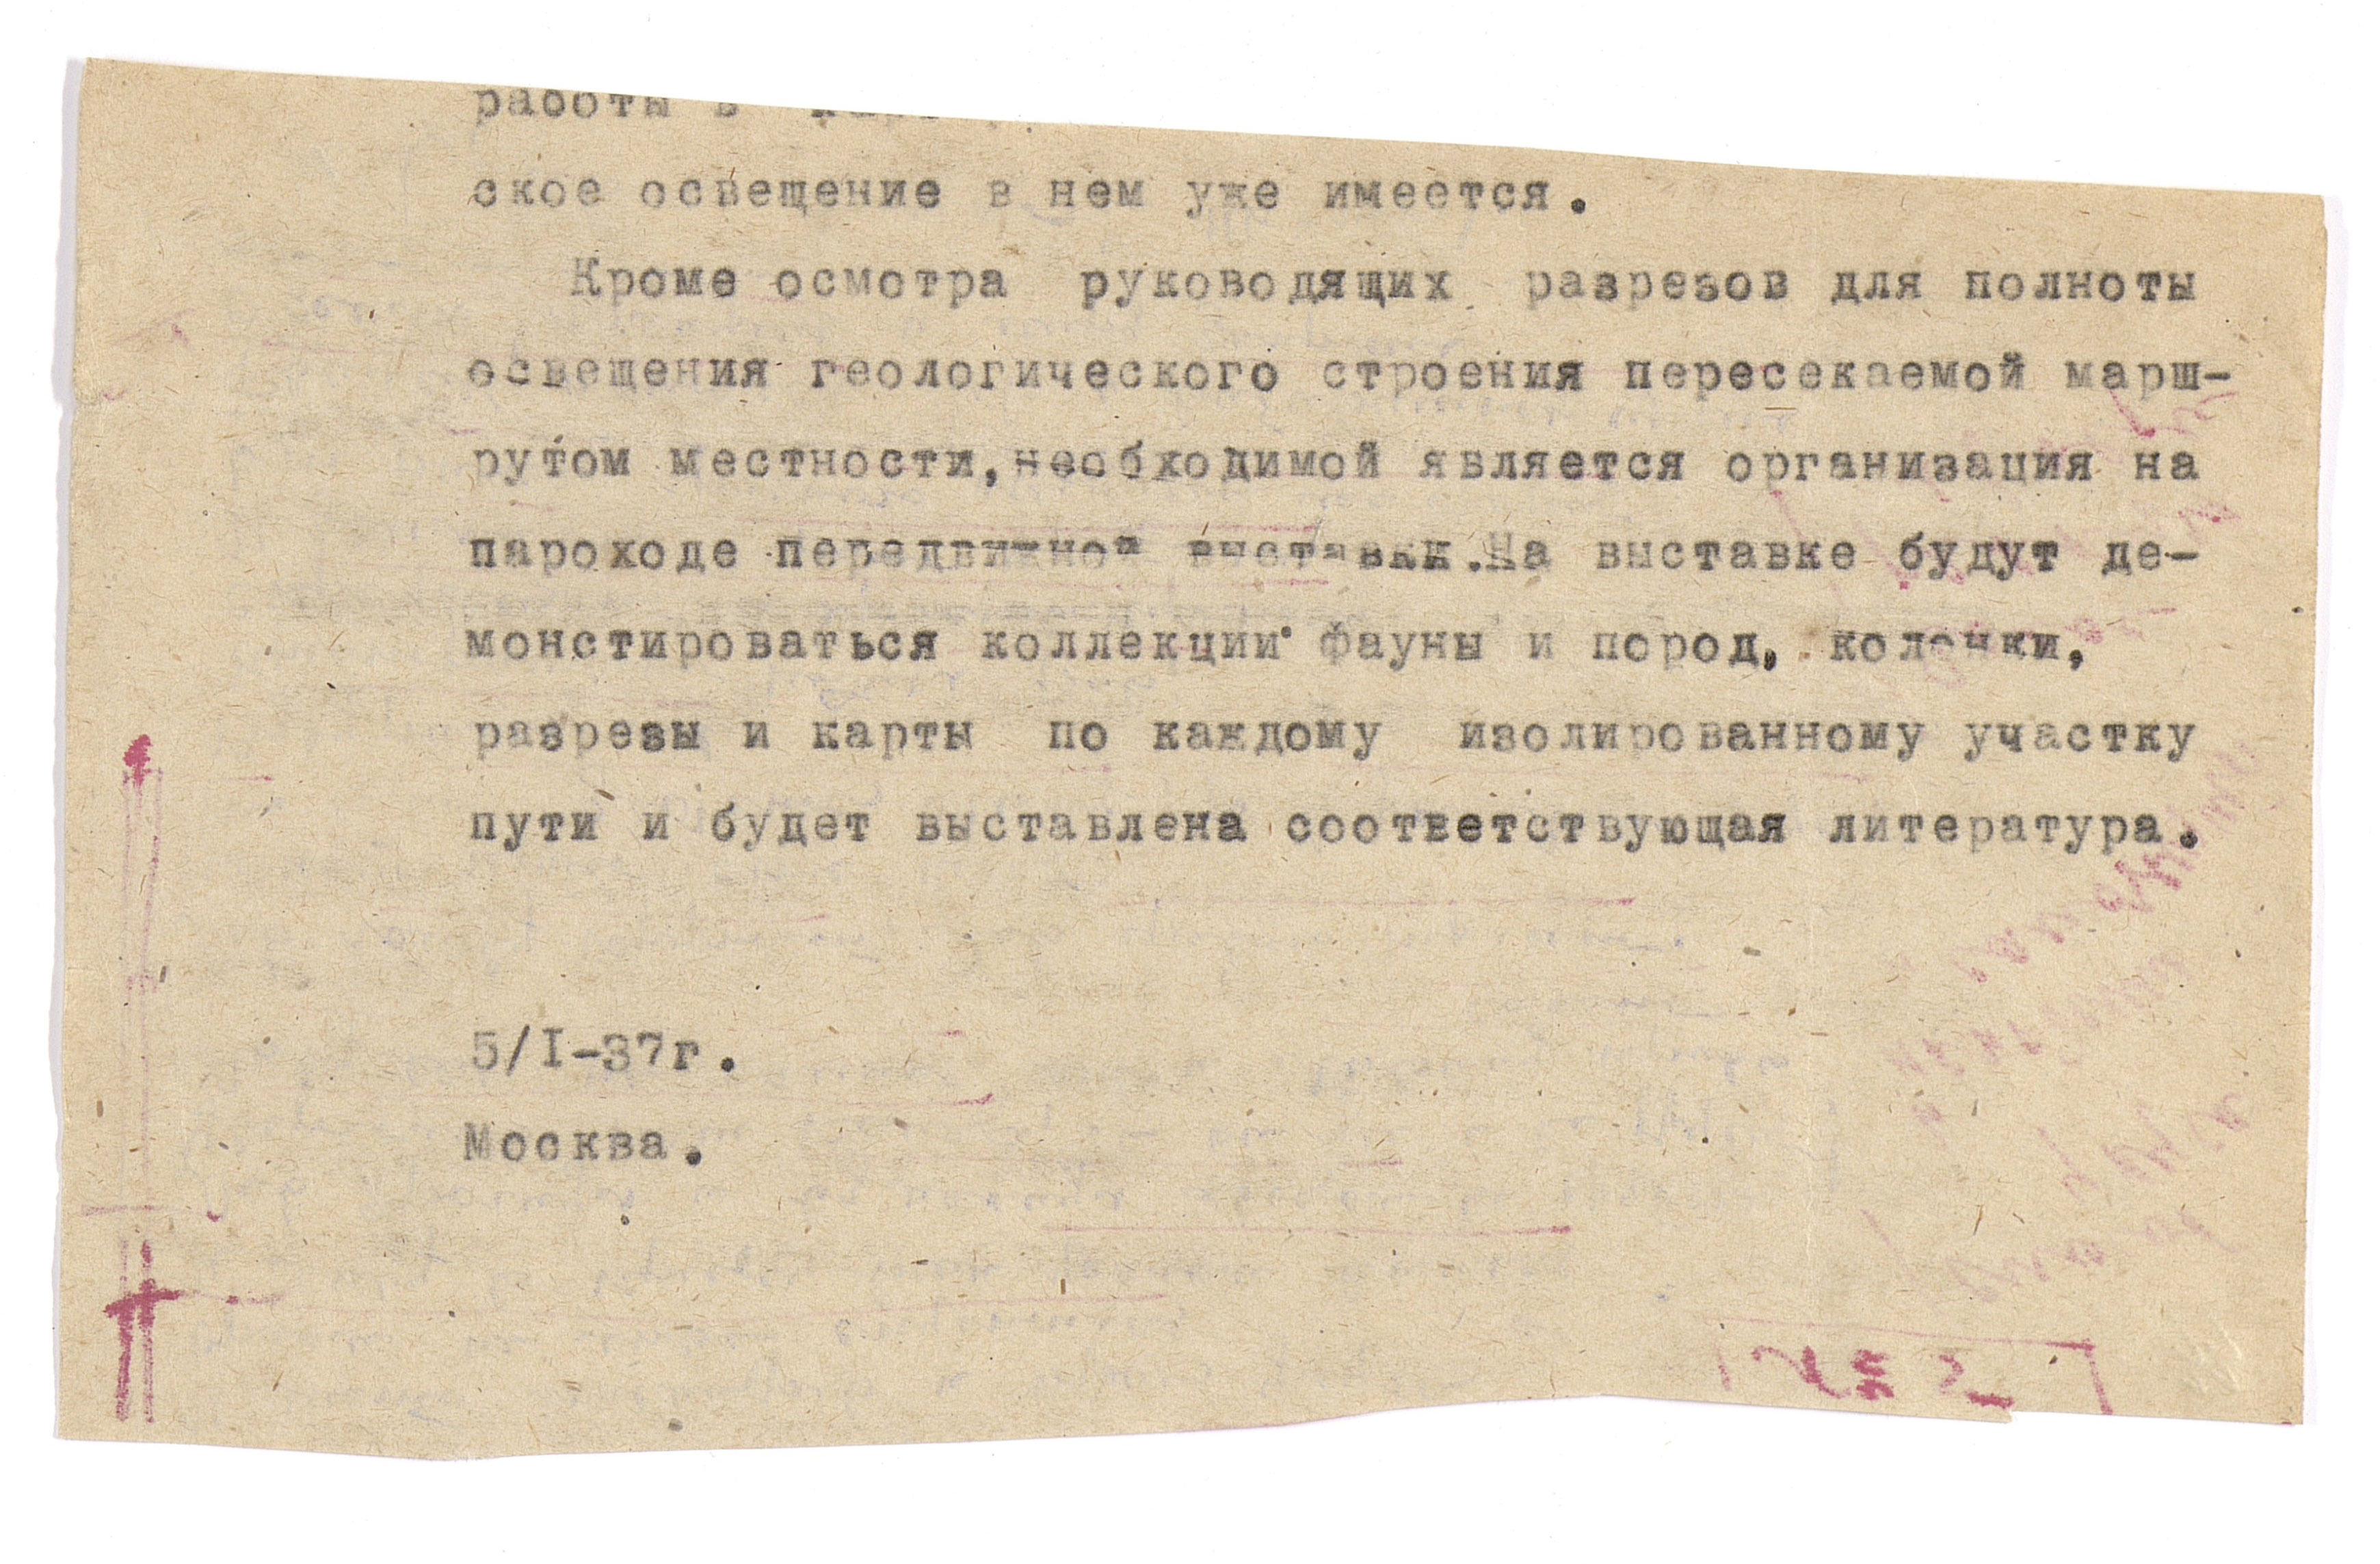 работы в
ское освещение в нем уже имеется.
Кроме осмотра руководящих разрезов для полноты
освещения геологического строения пересекаемой марш-
рутом местности, необходимой является организация на
пароходе передвижной выставки. На выставке будут де-
монстироваться коллекции фауны и пород, колонки,
разрезы и карты по каждому изолированному участку
пути и будет выставлена соответствующая литература.
5/I-37г.
Москва.